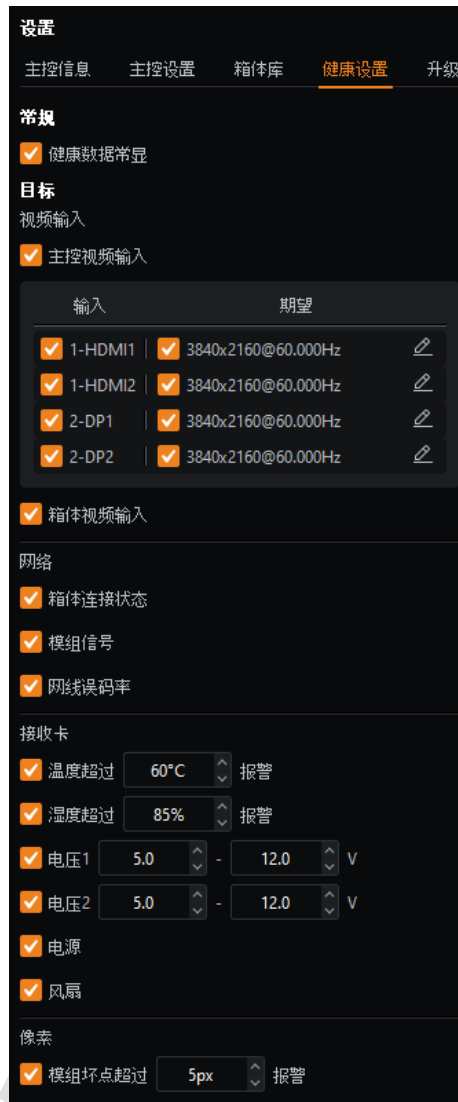 设置
主控信息 主控设置 箱体库 健康设置 升级
常规
健康数据常显
目标
视频输入
主控视频输入
输入 期望
1-HDMI1 3840x2160@60.000Hz
1-HDMI2 3840x2160@60.000Hz
2-DP1 3840x2160@60.000Hz
2-DP2 3840x2160@60.000Hz
箱体视频输入
网络
箱体连接状态
模组信号
网线误码率
接收卡
温度超过 60°C 报警
湿度超过 85% 报警
电压1 5.0 - 12.0 V
电压2 5.0 - 12.0 V
电源
风扇
像素
模组坏点超过 5px 报警